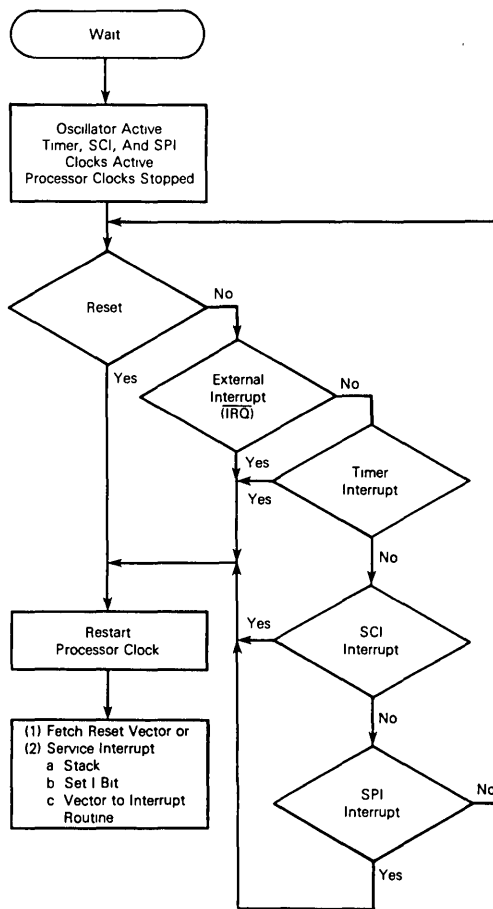 Wait
Oscillator Active
Timer, SCI, And SPI
Clocks Active
Processor Clocks Stopped
Reset
No
Yes
External
Interrupt
(IRQ)
No
Yes
Timer
Interrupt
Yes
No
SCI
Interrupt
Yes
No
Restart
Processor Clock
(1) Fetch Reset Vector or
(2) Service Interrupt
a Stack
b Set I Bit
c Vector to Interrupt
Routine
SPI
Interrupt
No
Yes